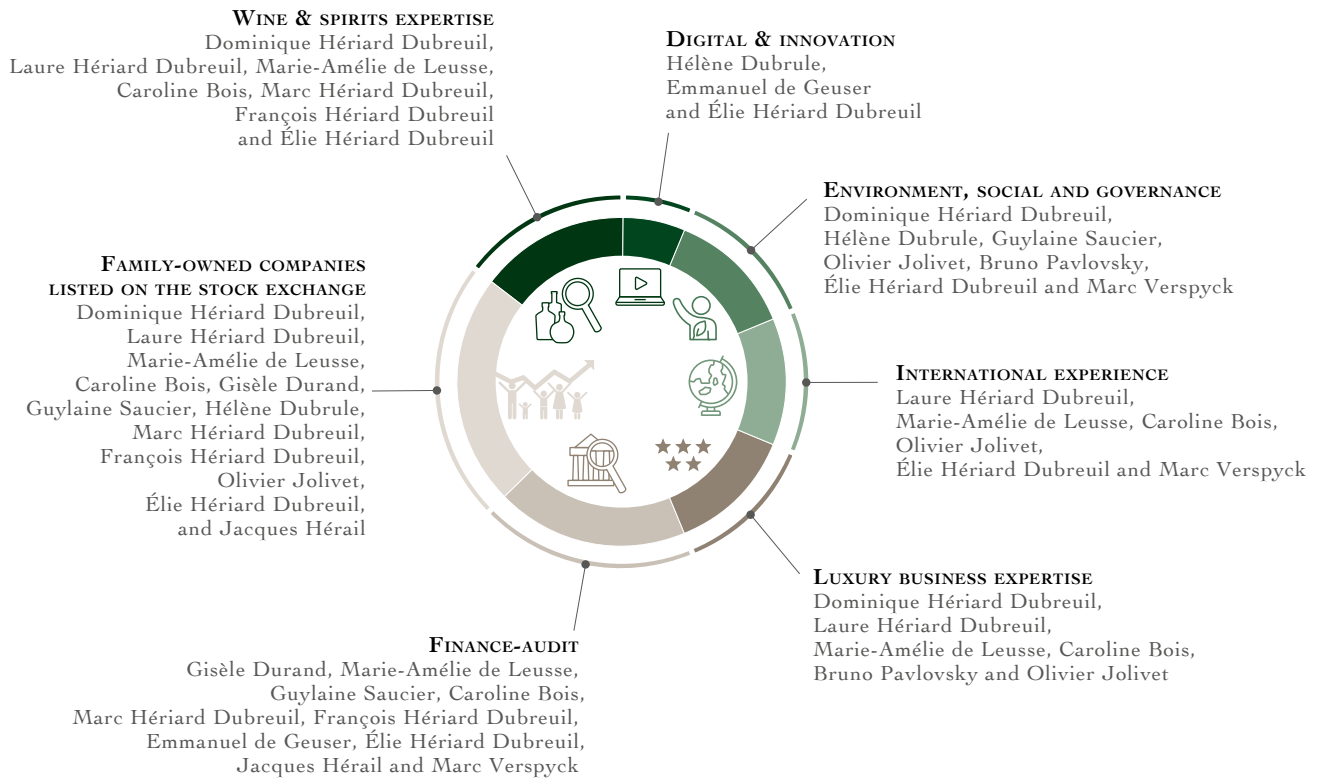 Wine & spirits expertise
Dominique Hériard Dubreuil,
Laure Hériard Dubreuil, Marie-Amélie de Leusse,
Caroline Bois, Marc Hériard Dubreuil,
François Hériard Dubreuil
and Élie Hériard Dubreuil
Digital & innovation
Hélène Dubrule,
Emmanuel de Geuser
and Élie Hériard Dubreuil
Environment, social and governance
Dominique Hériard Dubreuil,
Hélène Dubrule, Guylaine Saucier,
Olivier Jolivet, Bruno Pavlovsky,
Élie Hériard Dubreuil and Marc Verspyck
Family-owned companies
listed on the stock exchange
Dominique Hériard Dubreuil,
Laure Hériard Dubreuil,
Marie-Amélie de Leusse,
Caroline Bois, Gisèle Durand,
Guylaine Saucier, Hélène Dubrule,
Marc Hériard Dubreuil,
François Hériard Dubreuil,
Olivier Jolivet,
Élie Hériard Dubreuil,
and Jacques Hérail
International experience
Laure Hériard Dubreuil,
Marie-Amélie de Leusse, Caroline Bois,
Olivier Jolivet,
Élie Hériard Dubreuil and Marc Verspyck
Luxury business expertise
Dominique Hériard Dubreuil,
Laure Hériard Dubreuil,
Marie-Amélie de Leusse, Caroline Bois,
Bruno Pavlovsky and Olivier Jolivet
Finance-audit
Gisèle Durand, Marie-Amélie de Leusse,
Guylaine Saucier, Caroline Bois,
Marc Hériard Dubreuil, François Hériard Dubreuil,
Emmanuel de Geuser, Élie Hériard Dubreuil,
Jacques Hérail and Marc Verspyck